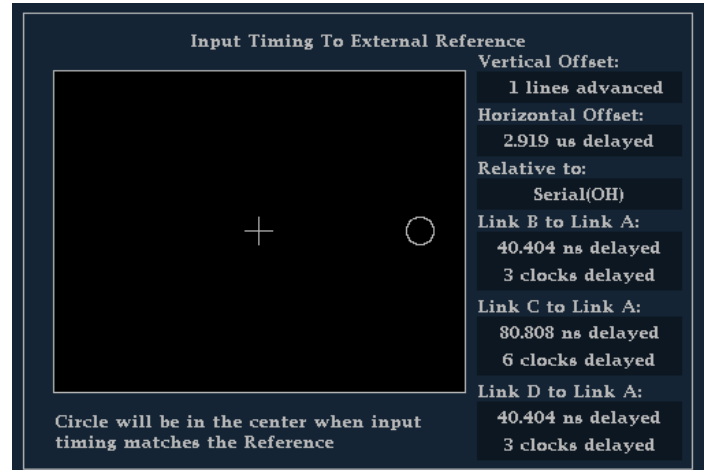 Input Timing To External Reference
Vertical Offset:
1 lines advanced
Horizontal Offset:
2.919 us delayed
Relative to:
Serial(OH)
Link B to Link A:
40.404 ns delayed
3 clocks delayed
Link C to Link A:
80.808 ns delayed
6 clocks delayed
Link D to Link A:
40.404 ns delayed
3 clocks delayed
Circle will be in the center when input
timing matches the Reference